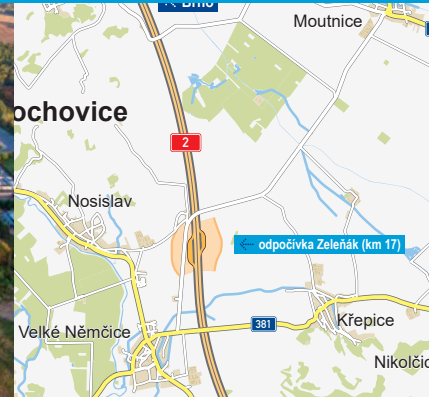 Brno
Moutnice
ochovice
2
Nosislav
odpočívka Zeleňák (km 17)
381
Křepice
Velké Němčice
Nikolčic